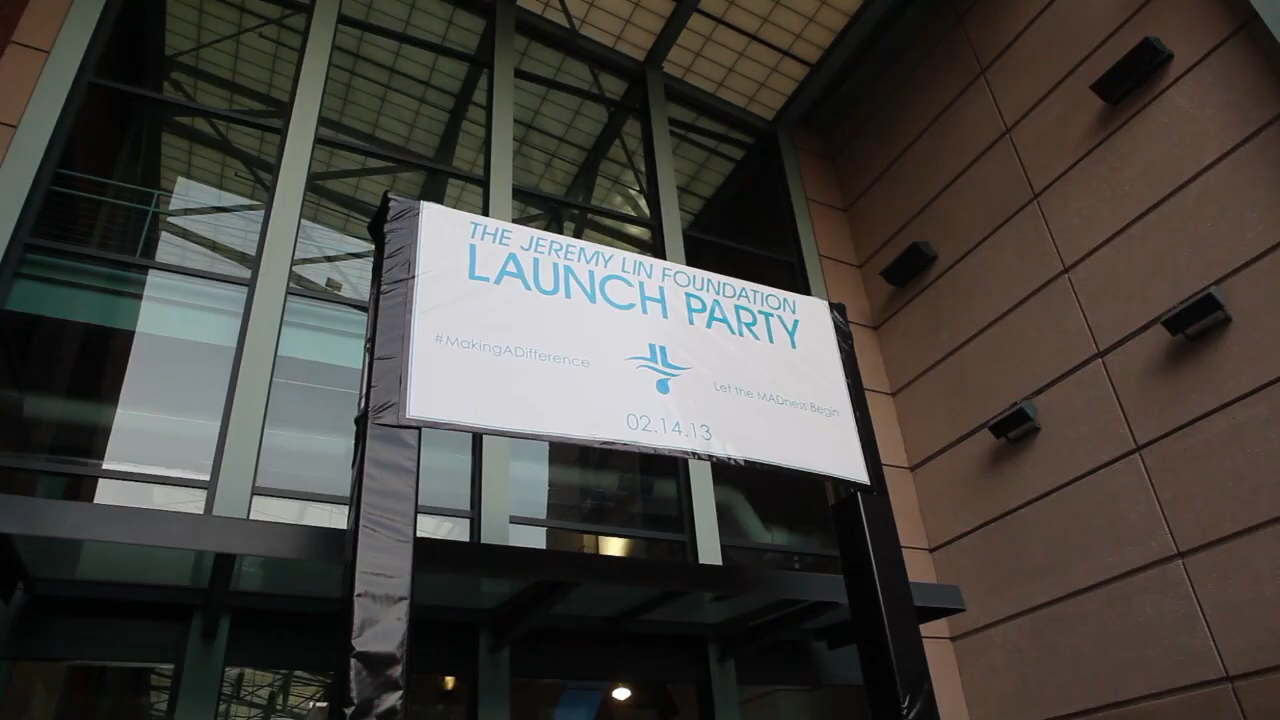 THE JEREMY LIN FOUNDATION
LAUNCH PARTY
#MakingADifference
Let the MADness Begin
02.14.13